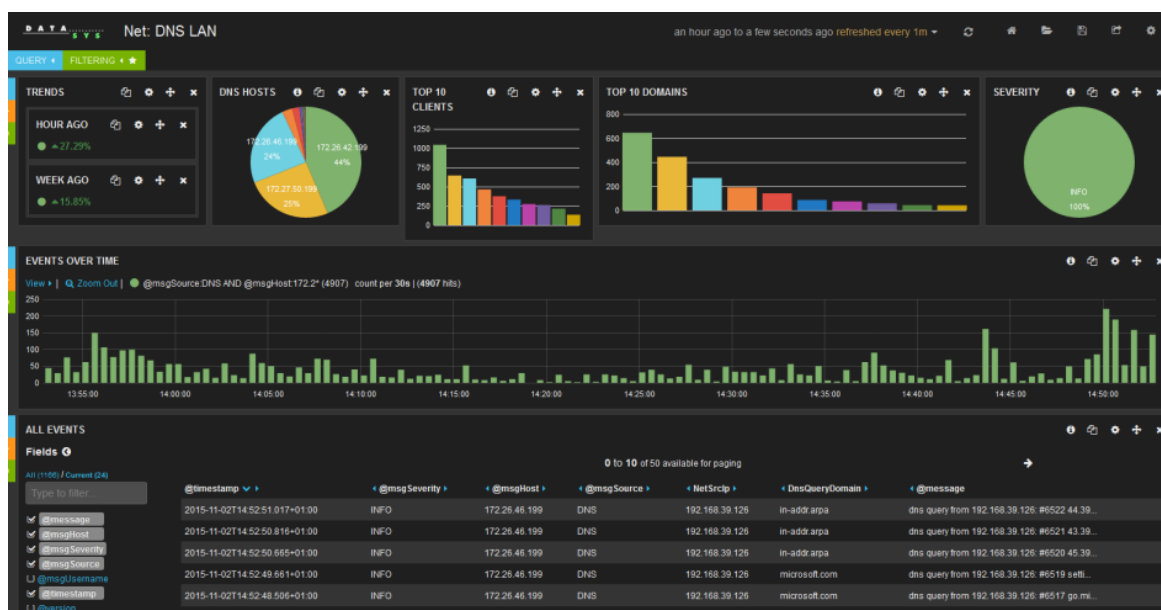 DATA
SYS
Net: DNS LAN
an hour ago to a few seconds ago refreshed every 1m
QUERY
FILTERING
TRENDS
HOUR AGO
27.29%
WEEK AGO
15.85%
DNS HOSTS
172.26.46.199
24%
172.26.42.199
44%
172.27.50.199
25%
TOP 10
CLIENTS
1250
1000
750
500
250
0
TOP 10 DOMAINS
800
600
400
200
0
SEVERITY
INFO
100%
EVENTS OVER TIME
View | Zoom Out | @msgSource:DNS AND @msgHost:172.2* (4907) count per 30s | (4907 hits)
250
200
150
100
50
0
13:55:00 14:00:00 14:05:00 14:10:00 14:15:00 14:20:00 14:25:00 14:30:00 14:35:00 14:40:00 14:45:00 14:50:00
ALL EVENTS
Fields
All (1166) / Current (24)
Type to filter...
@message
@msgHost
@msgSeverity
@msgSource
@msgUsername
@timestamp
@version
0 to 10 of 50 available for paging
@timestamp @msgSeverity @msgHost @msgSource NetSrcIp DnsQueryDomain @message
2015-11-02T14:52:51.017+01:00 INFO 172.26.46.199 DNS 192.168.39.126 in-addr.arpa dns query from 192.168.39.126: #6522 44.39...
2015-11-02T14:52:50.816+01:00 INFO 172.26.46.199 DNS 192.168.39.126 in-addr.arpa dns query from 192.168.39.126: #6521 43.39...
2015-11-02T14:52:50.665+01:00 INFO 172.26.46.199 DNS 192.168.39.126 in-addr.arpa dns query from 192.168.39.126: #6520 45.39...
2015-11-02T14:52:49.661+01:00 INFO 172.26.46.199 DNS 192.168.39.126 microsoft.com dns query from 192.168.39.126: #6519 setti...
2015-11-02T14:52:48.506+01:00 INFO 172.26.46.199 DNS 192.168.39.126 microsoft.com dns query from 192.168.39.126: #6517 go.mi...